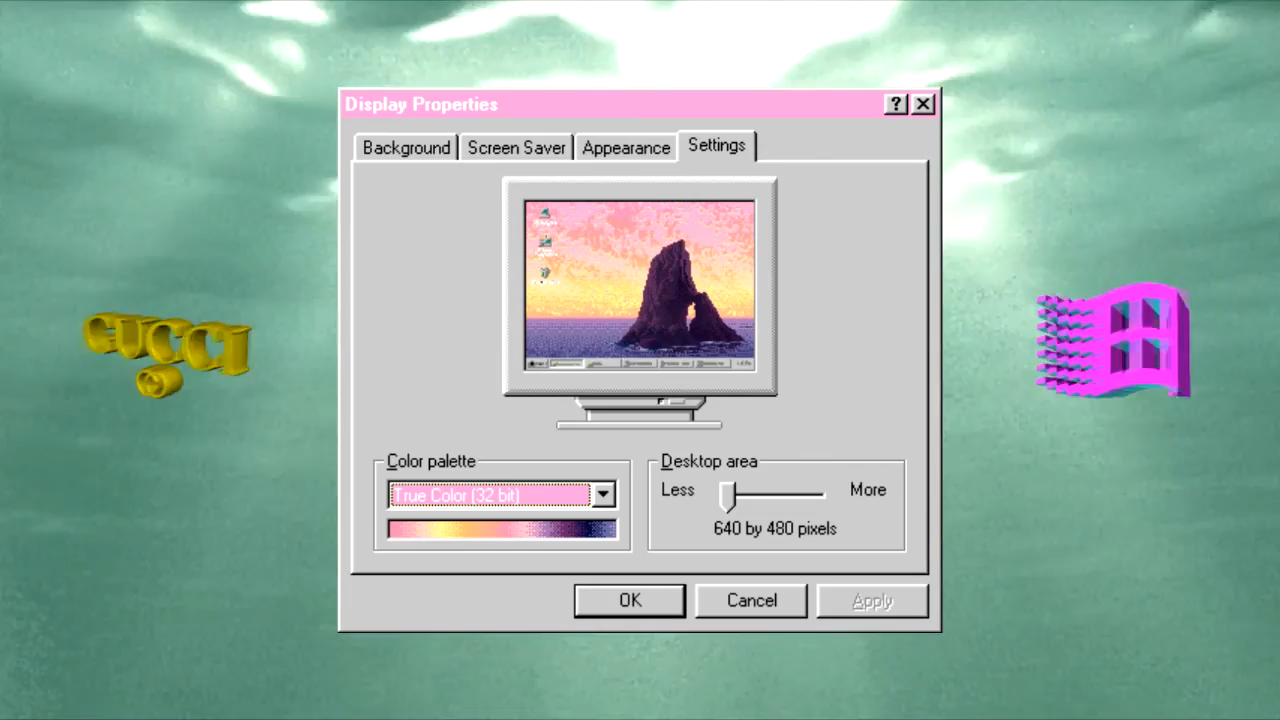 Display Properties
Background Screen Saver Appearance Settings
GUCCI
Color palette
True Color (32 bit)
Desktop area
Less More
640 by 480 pixels
OK Cancel Apply